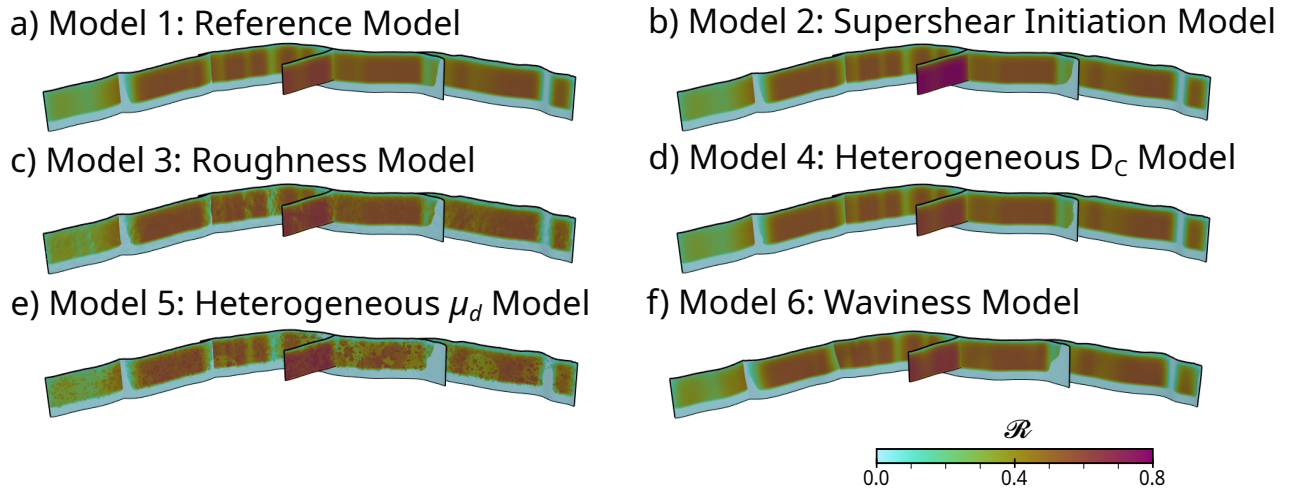 a) Model 1: Reference Model
b) Model 2: Supershear Initiation Model
c) Model 3: Roughness Model
d) Model 4: Heterogeneous D_C Model
e) Model 5: Heterogeneous μ_d Model
f) Model 6: Waviness Model
ℛ
0.0 0.4 0.8